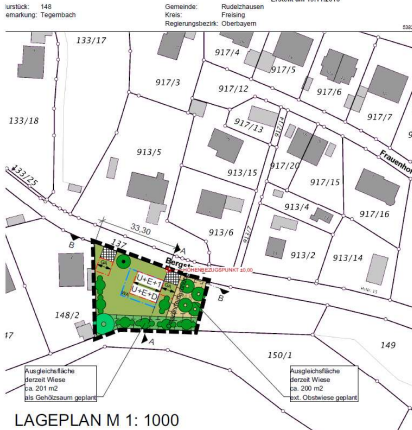 urstück: 148
emarkung: Tegernbach
Gemeinde: Rudelzhausen
Kreis: Freising
Regierungsbezirk: Oberbayern
133/17
917/4
917/5
917/3
917/12
917/6
917/7
133/18
917/13
917/14
913/5
917/20
Frauenhol
133/25
913/15
917/15
913/4
917/16
33,30
913/6
B
A
137
913/2
913/14
Bergst
HÖHENBEZUGSPUNKT ±0.00
U+E+1
U+E+D
B
148/2
A
150/1
149
Ausgleichsfläche
derzeit Wiese
ca. 201 m2
als Gehölzsaum geplant
Ausgleichsfläche
derzeit Wiese
ca. 200 m2
ext. Obstwiese geplant
LAGEPLAN M 1: 1000